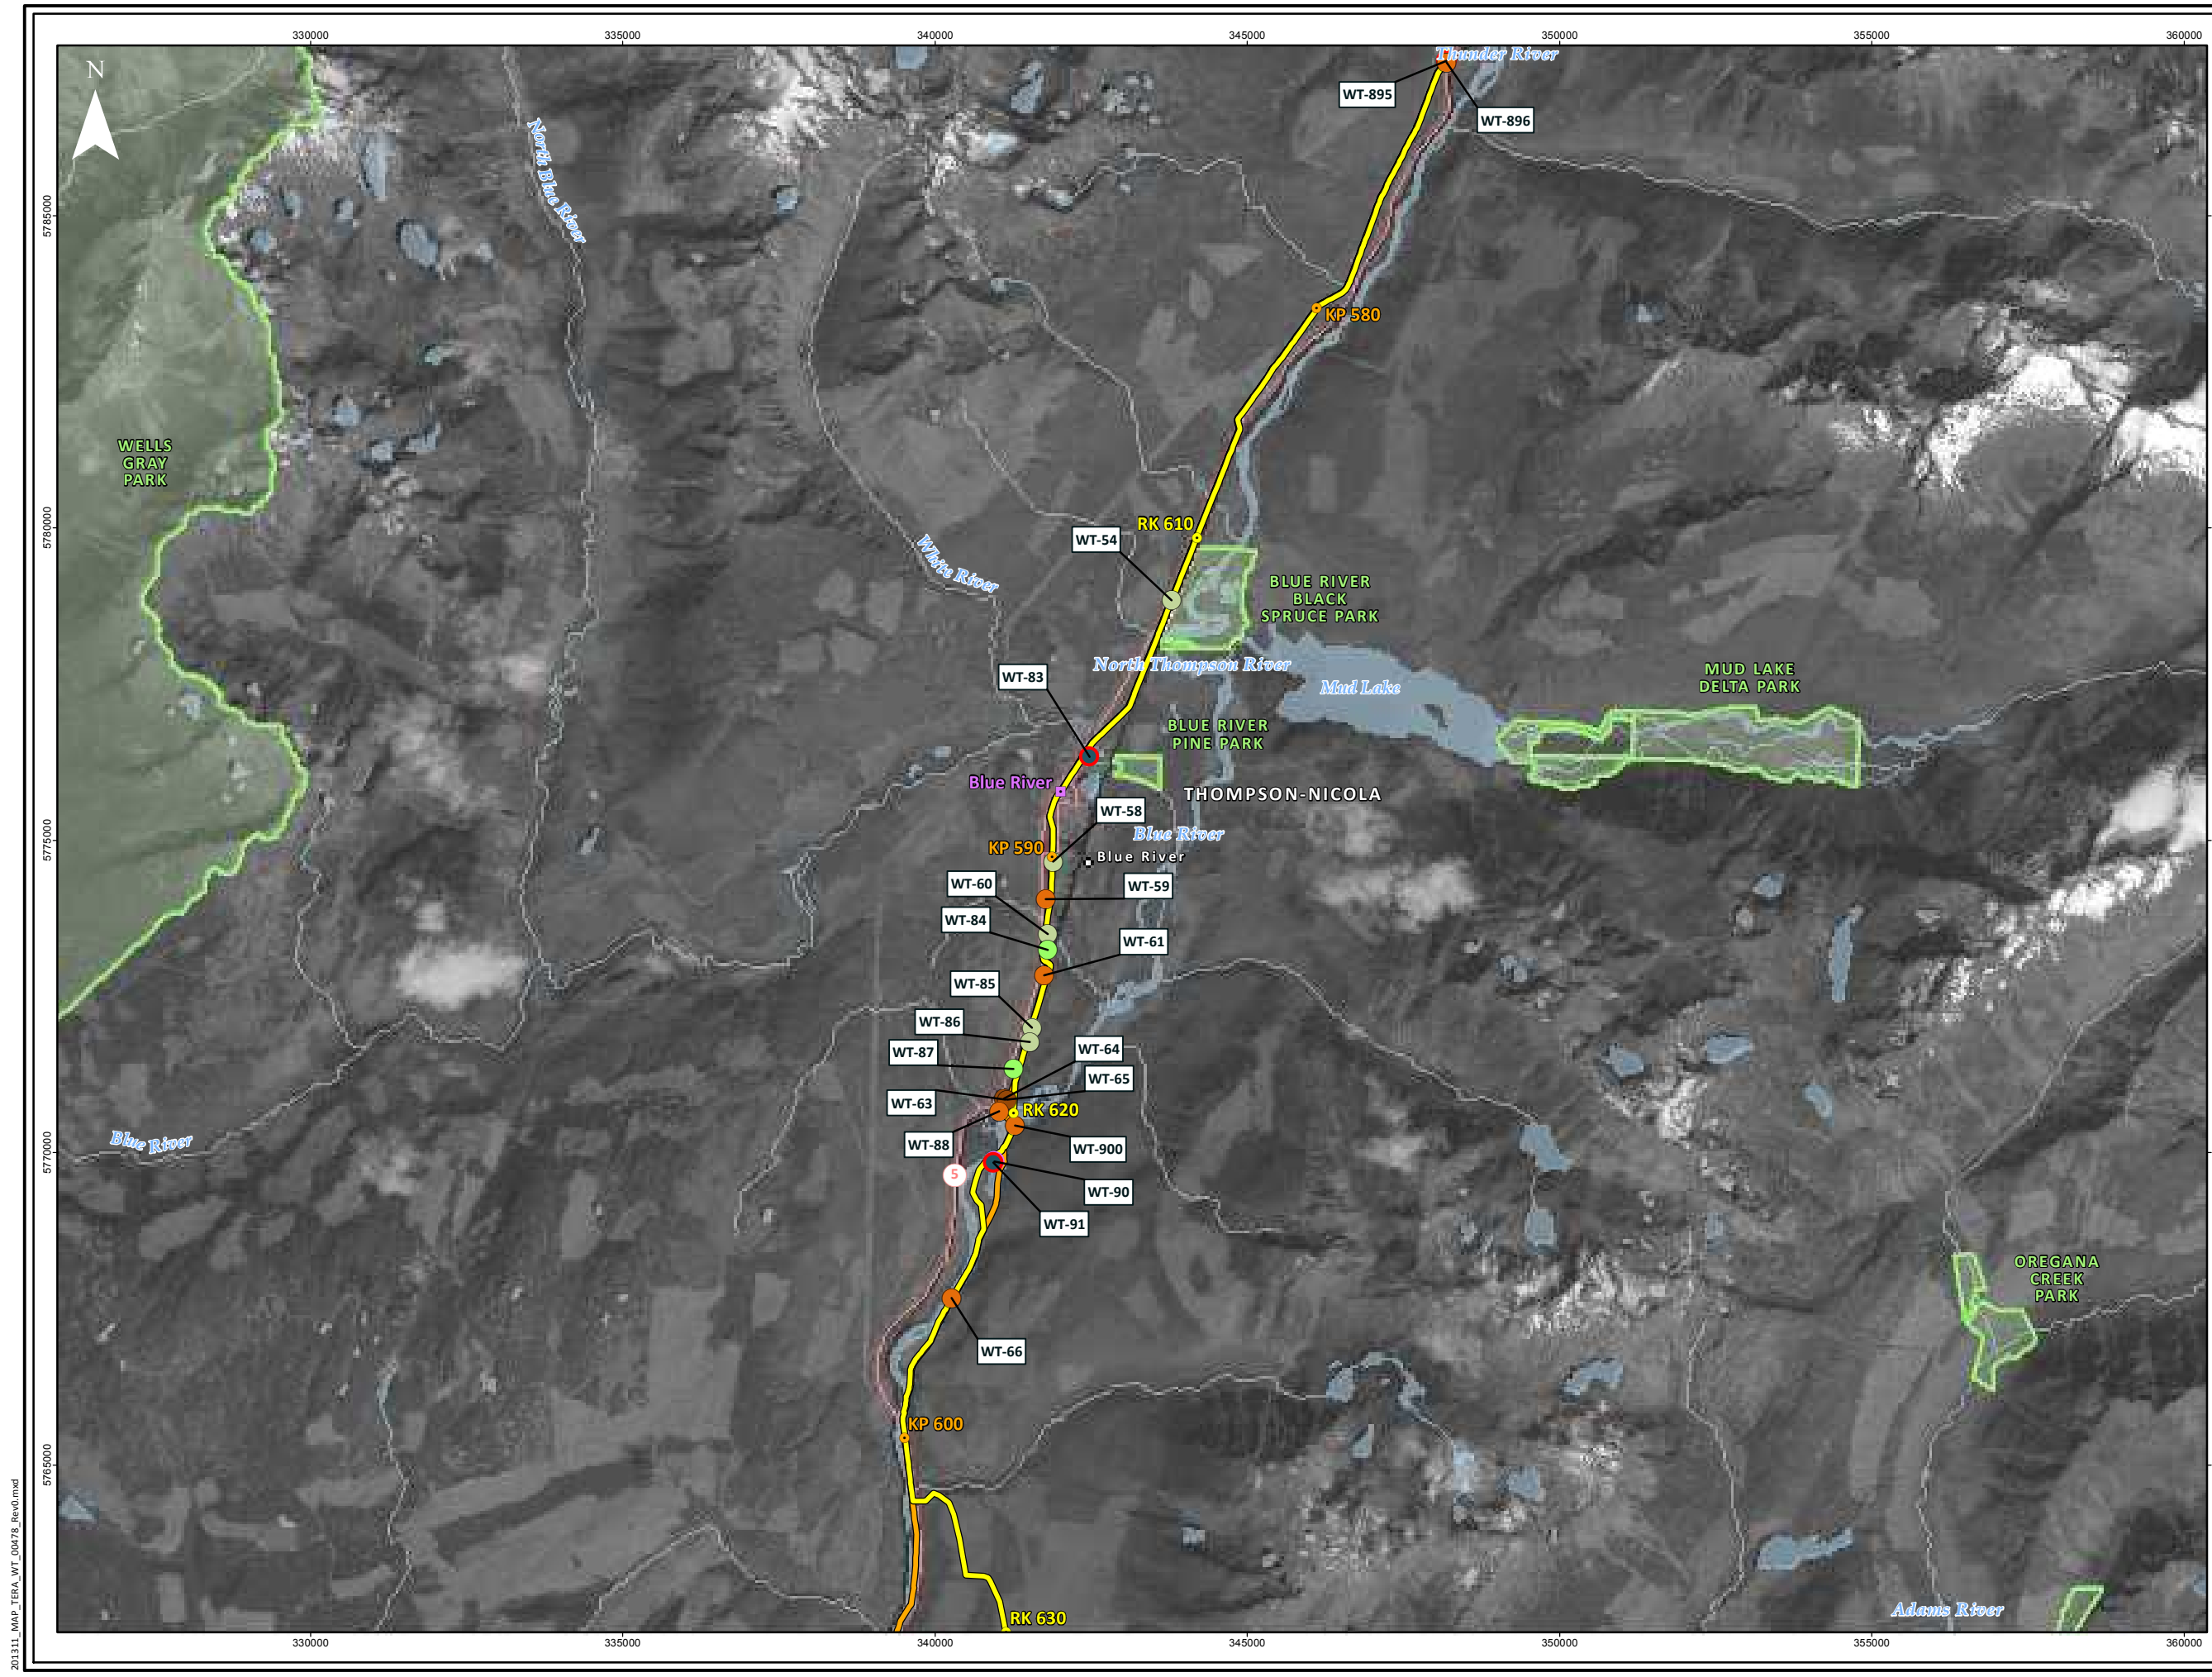 330000
335000
340000
345000
350000
355000
360000
N
Thunder River
WT-895
WT-896
North Blue River
5785000
KP 580
WELLS
GRAY
PARK
5780000
RK 610
WT-54
White River
BLUE RIVER
BLACK
SPRUCE PARK
North Thompson River
WT-83
Mud Lake
MUD LAKE
DELTA PARK
BLUE RIVER
PINE PARK
Blue River
THOMPSON-NICOLA
WT-58
Blue River
5775000
KP 590
Blue River
WT-60
WT-59
WT-84
WT-61
WT-85
WT-86
WT-87
WT-64
WT-65
WT-63
RK 620
WT-88
WT-900
Blue River
5770000
5
WT-90
WT-91
OREGANA
CREEK
PARK
WT-66
KP 600
5765000
Adams River
RK 630
330000
335000
340000
345000
350000
355000
360000
201311_MAP_TERA_WT_00478_Rev0.mxd